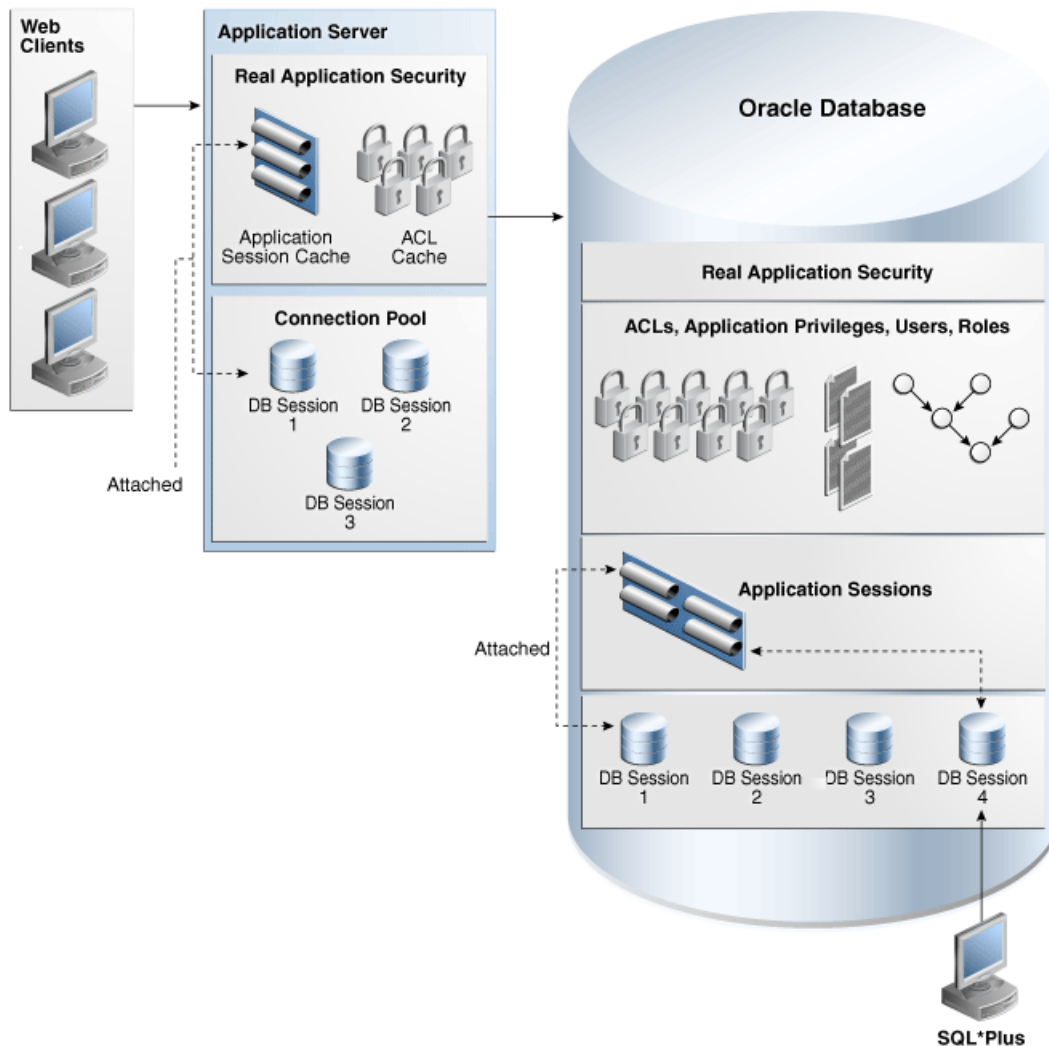 Web
Clients
Application Server
Real Application Security
Application
Session Cache
ACL
Cache
Connection Pool
DB Session
1
DB Session
2
DB Session
3
Attached
Oracle Database
Real Application Security
ACLs, Application Privileges, Users, Roles
Application Sessions
Attached
DB Session
1
DB Session
2
DB Session
3
DB Session
4
SQL*Plus